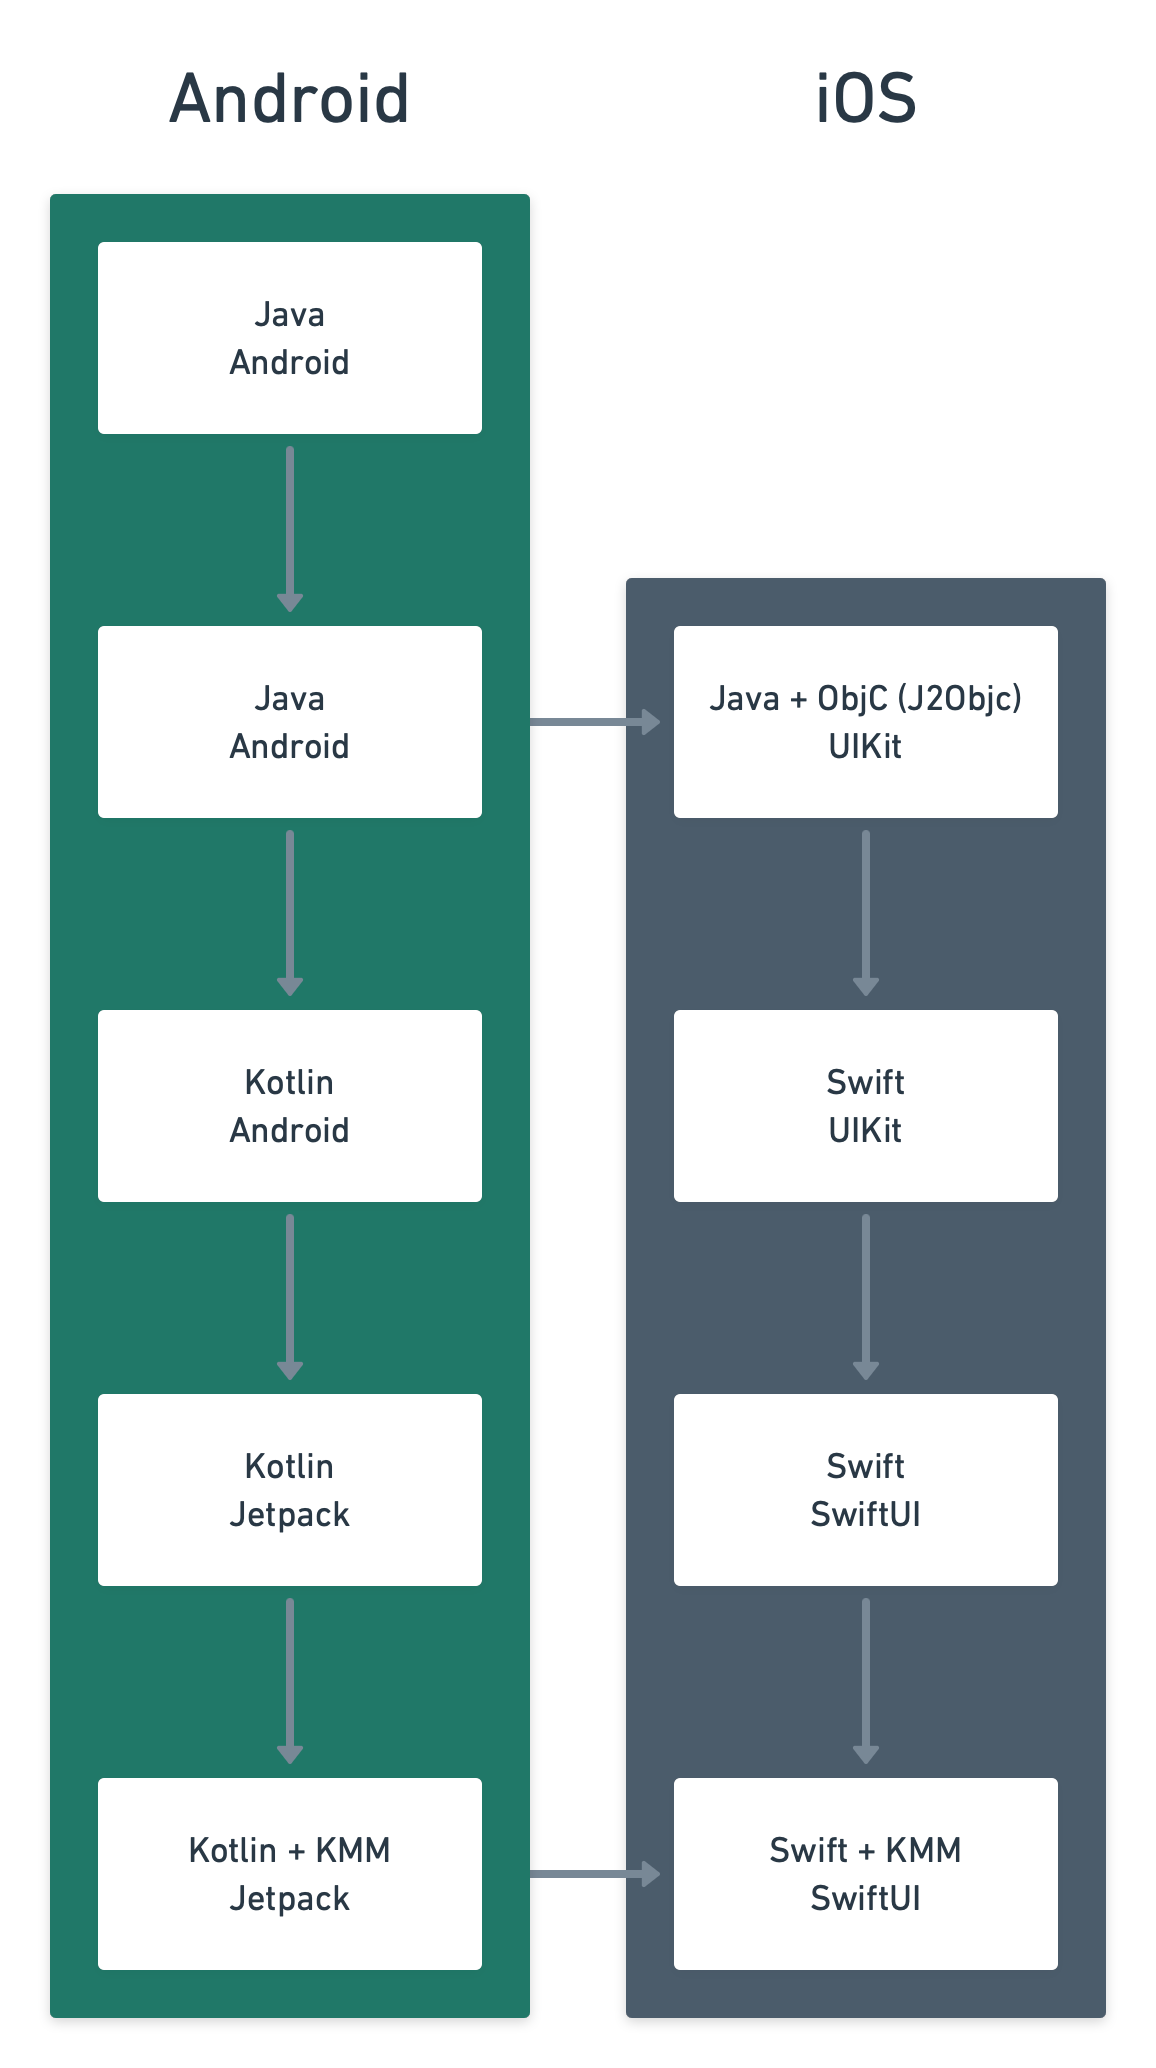 Android
iOS
Java
Android
Java
Android
Java + ObjC (J2Objc)
UIKit
Kotlin
Android
Swift
UIKit
Kotlin
Jetpack
Swift
SwiftUI
Kotlin + KMM
Jetpack
Swift + KMM
SwiftUI